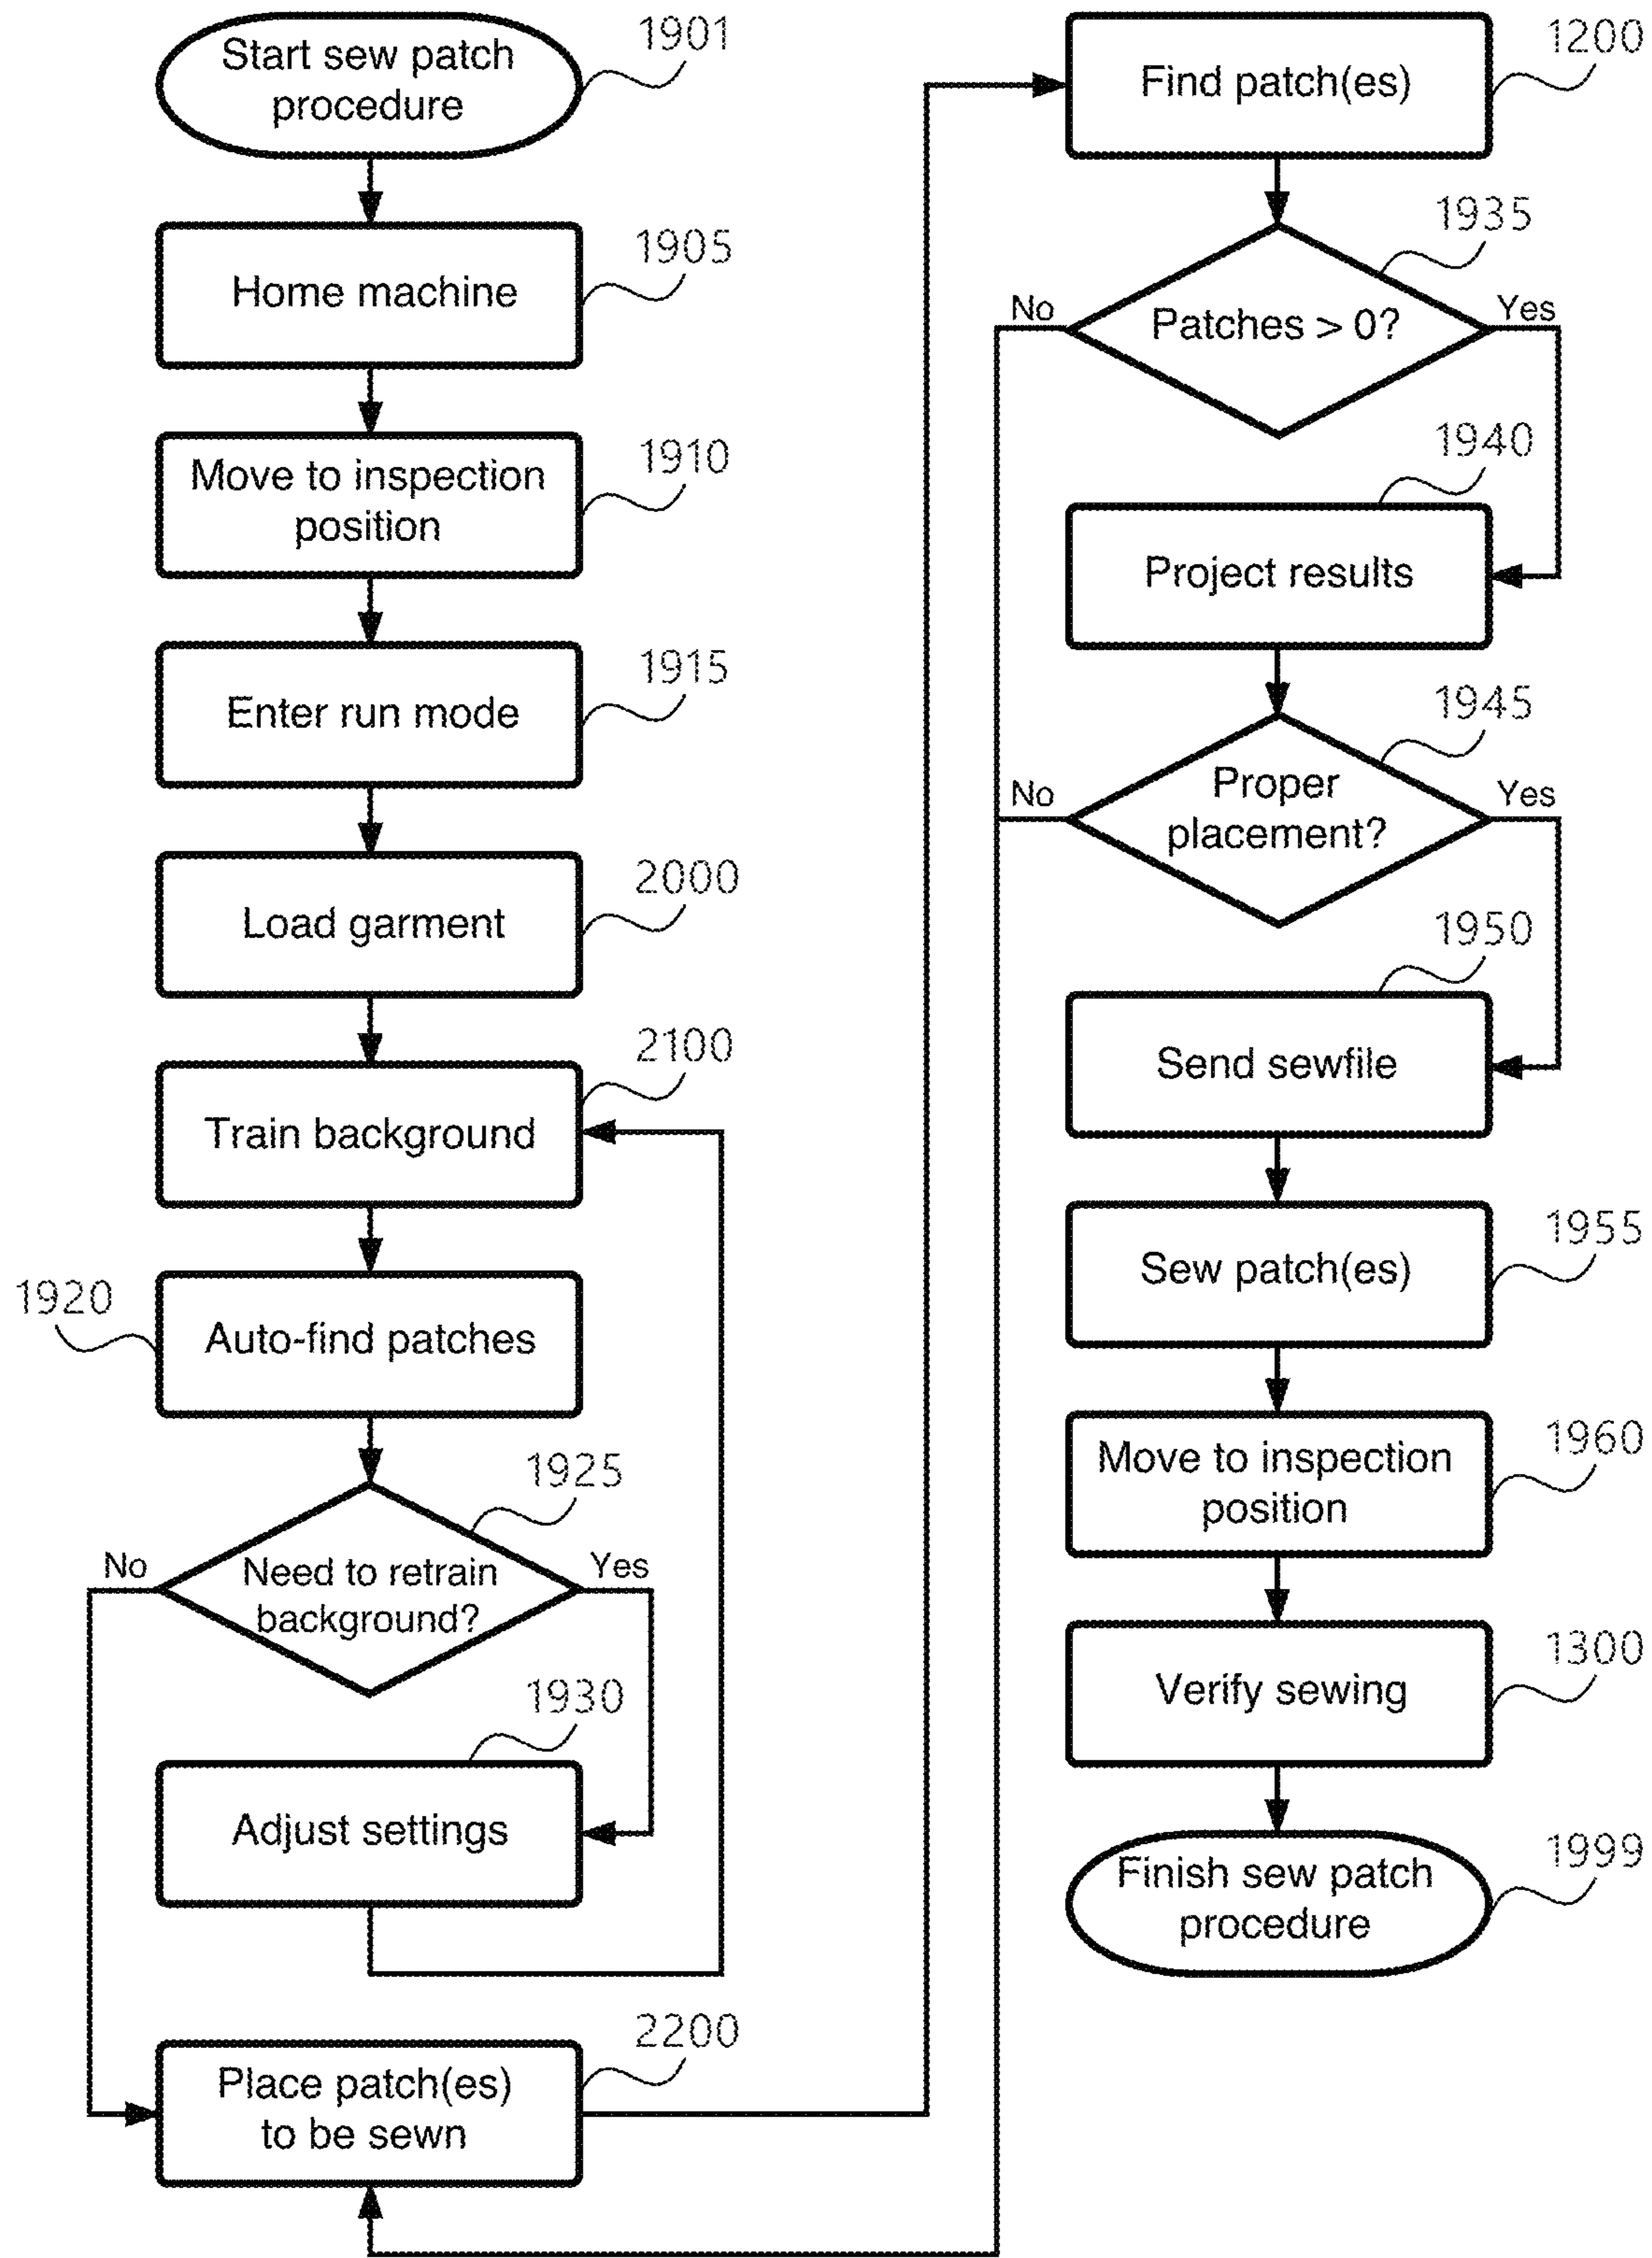 Start sew patch
procedure
1901
Home machine
1905
Move to inspection
position
1910
Enter run mode
1915
Load garment
2000
Train background
2100
Auto-find patches
1920
Need to retrain
background?
1925
No
Yes
Adjust settings
1930
Place patch(es)
to be sewn
2200
Find patch(es)
1200
Patches > 0?
1935
No
Yes
Project results
1940
Proper
placement?
1945
No
Yes
Send sewfile
1950
Sew patch(es)
1955
Move to inspection
position
1960
Verify sewing
1300
Finish sew patch
procedure
1999